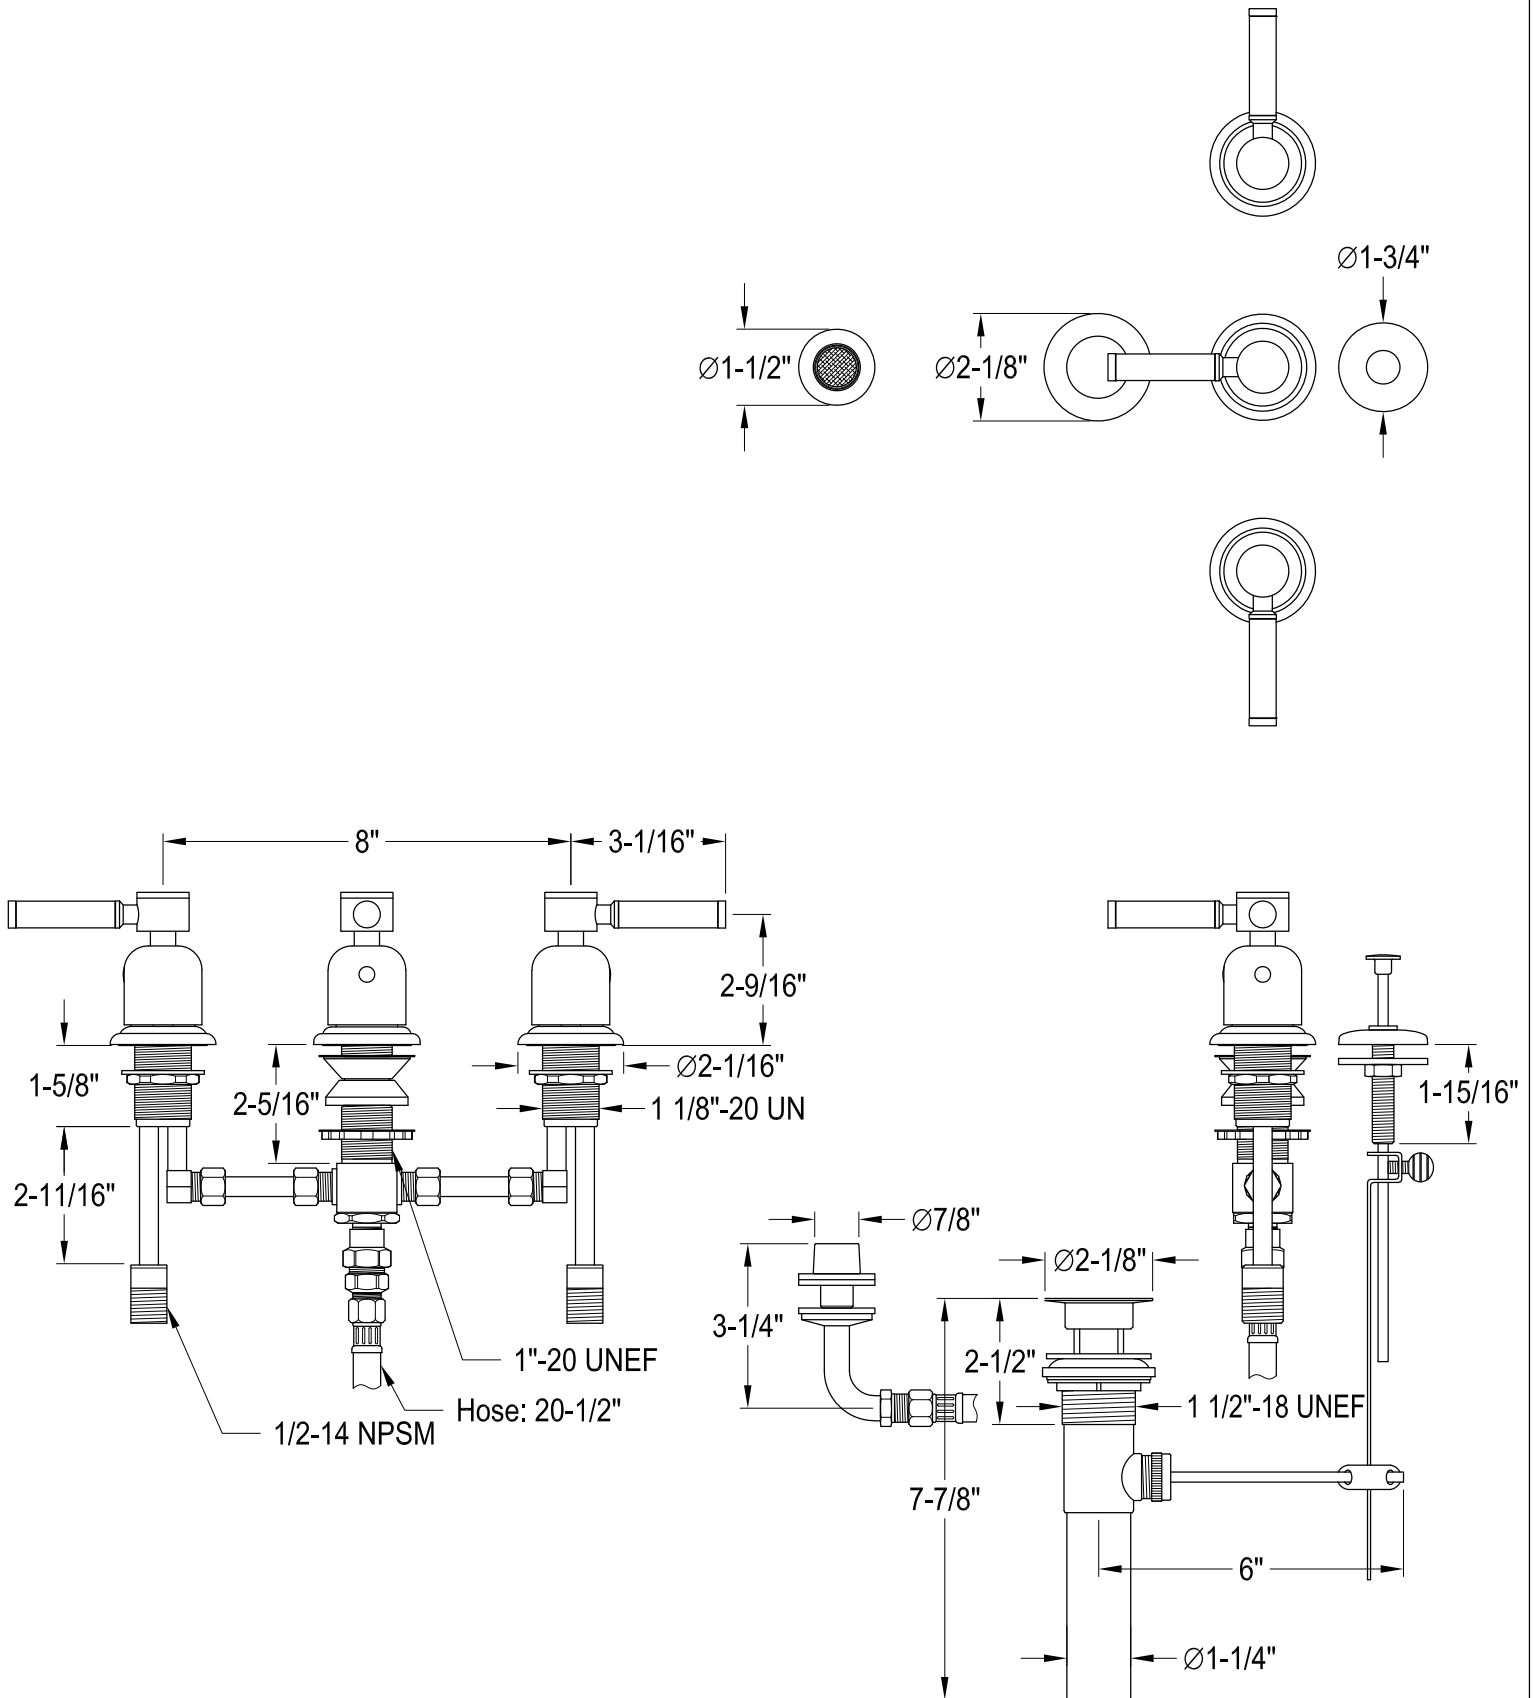 Ø1-3/4"
Ø1-1/2"
Ø2-1/8"
8"
3-1/16"
2-9/16"
1-5/8"
2-5/16"
Ø2-1/16"
1 1/8"-20 UN
1-15/16"
2-11/16"
Ø7/8"
Ø2-1/8"
3-1/4"
2-1/2"
1"-20 UNEF
Hose: 20-1/2"
1 1/2"-18 UNEF
1/2-14 NPSM
7-7/8"
6"
Ø1-1/4"